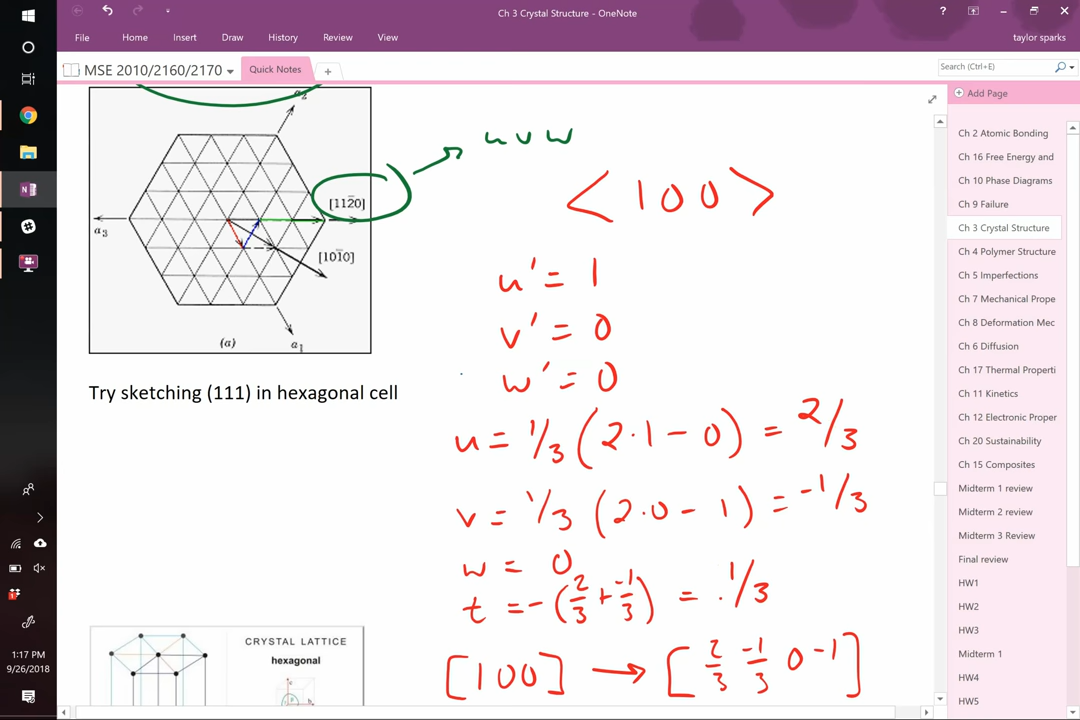 Ch 3 Crystal Structure - OneNote
File Home Insert Draw History Review View
taylor sparks
MSE 2010/2160/2170
Quick Notes
Search (Ctrl+E)
Add Page
Ch 2 Atomic Bonding
Ch 16 Free Energy and
Ch 10 Phase Diagrams
Ch 9 Failure
Ch 3 Crystal Structure
Ch 4 Polymer Structure
Ch 5 Imperfections
Ch 7 Mechanical Prope
Ch 8 Deformation Mec
Ch 6 Diffusion
Ch 17 Thermal Properti
Ch 11 Kinetics
Ch 12 Electronic Proper
Ch 20 Sustainability
Ch 15 Composites
Midterm 1 review
Midterm 2 review
Midterm 3 Review
Final review
HW1
HW2
HW3
Midterm 1
HW4
HW5
a₂
[112̄0]
a₃
[101̄0]
a₁
(a)
u v w
< 1 0 0 >
u' = 1
v' = 0
w' = 0
u = 1/3 (2·1 - 0) = 2/3
v = 1/3 (2·0 - 1) = -1/3
w = 0
t = -(2/3 + -1/3) = -1/3
[100] → [2/3 -1/3 0 -1]
Try sketching (111) in hexagonal cell
CRYSTAL LATTICE
hexagonal
1:17 PM
9/26/2018